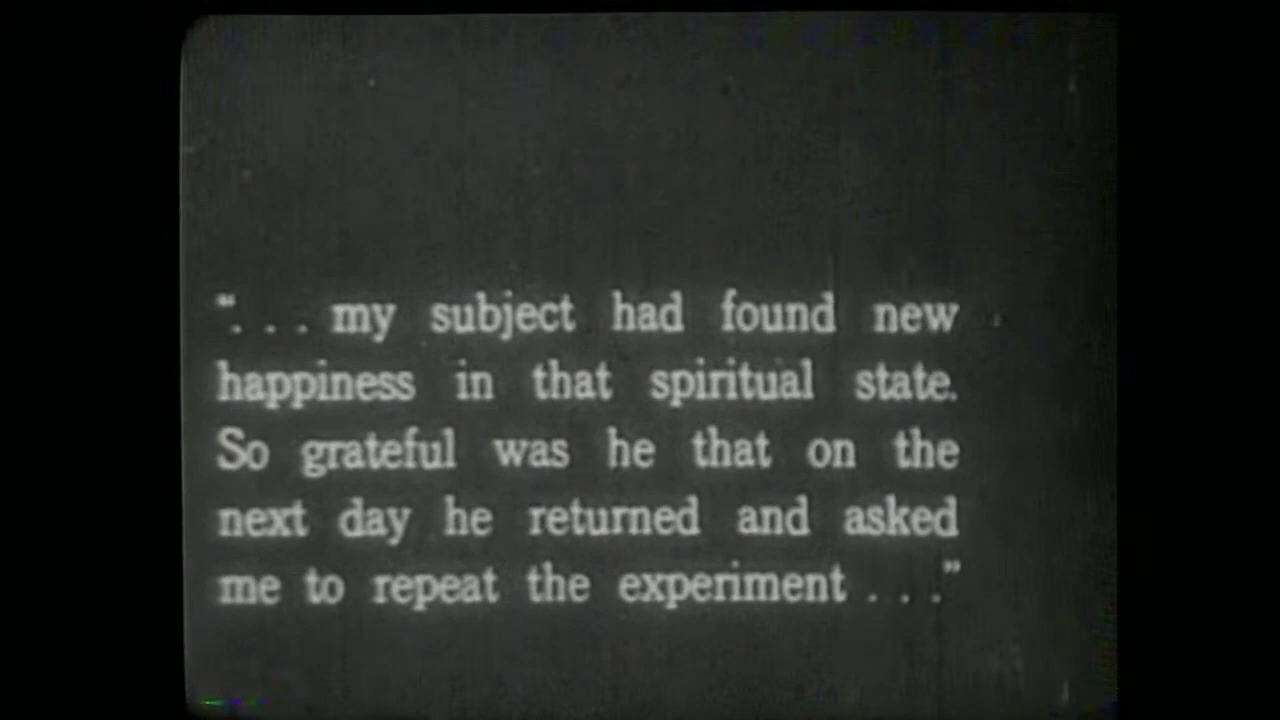 “. . . my subject had found new
happiness in that spiritual state.
So grateful was he that on the
next day he returned and asked
me to repeat the experiment . . .”